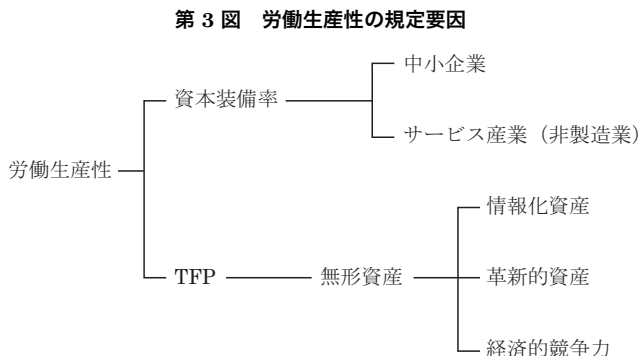 第 3 図　労働生産性の規定要因
中小企業
資本装備率
サービス産業（非製造業）
労働生産性
情報化資産
TFP
無形資産
革新的資産
経済的競争力